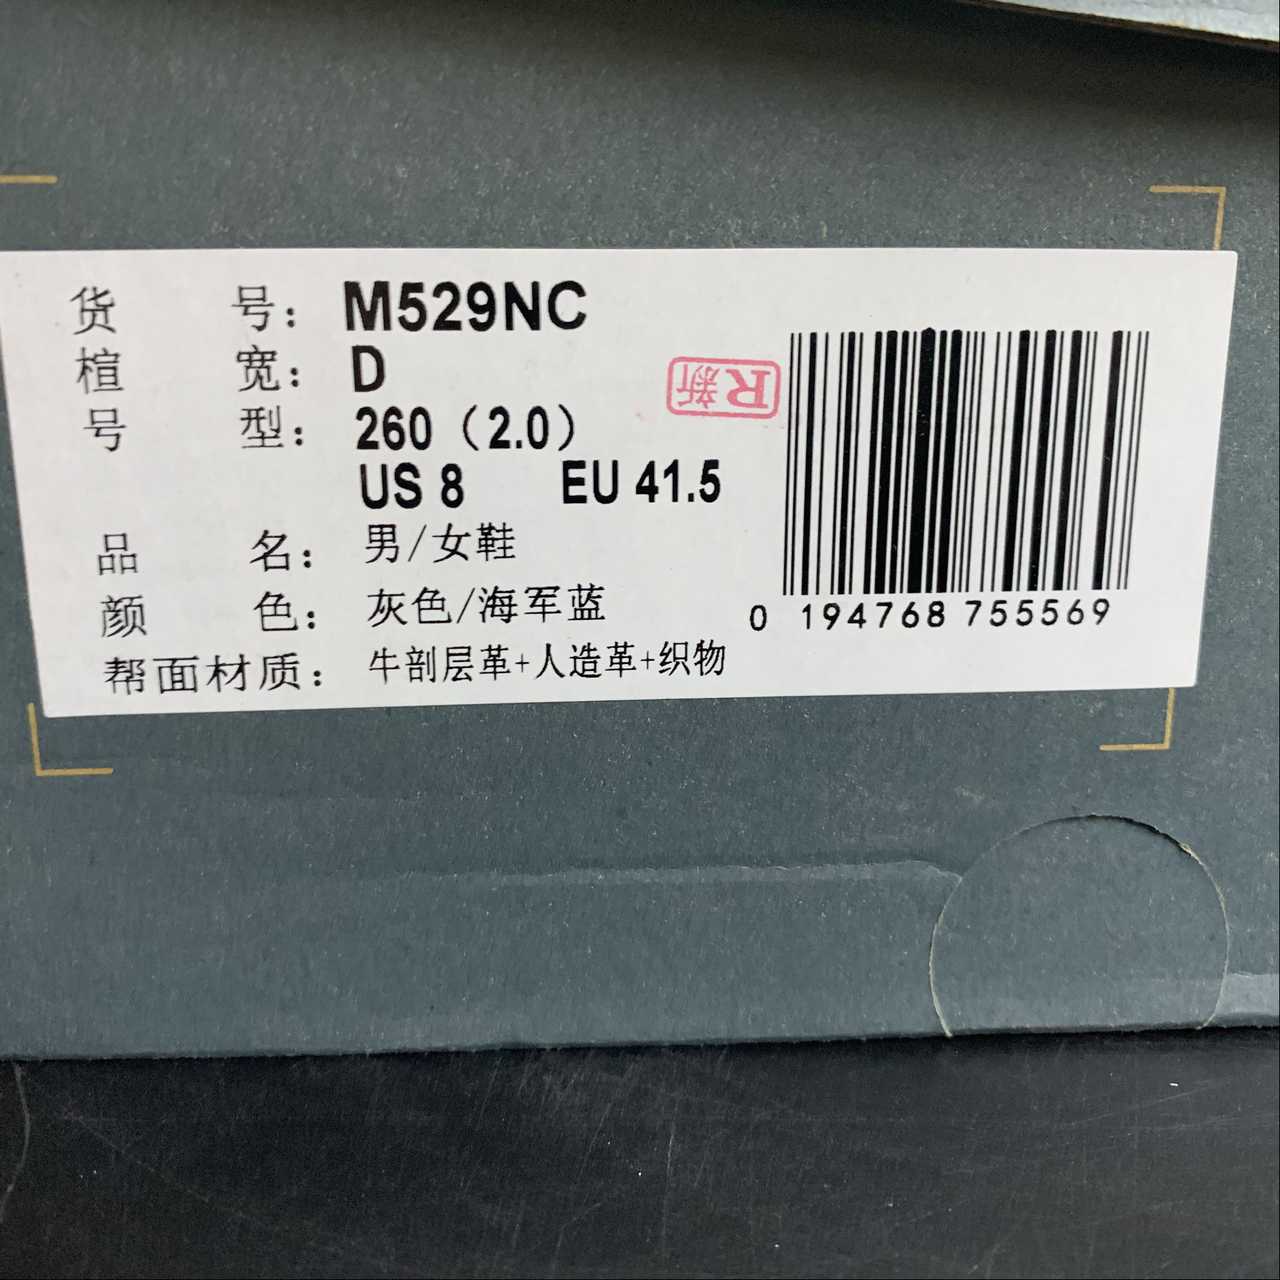 货 号：M529NC
楦 宽：D
号 型：260（2.0）
US 8 EU 41.5
品 名：男/女鞋
颜 色：灰色/海军蓝
帮面材质：牛剖层革+人造革+织物
R新
0 194768 755569